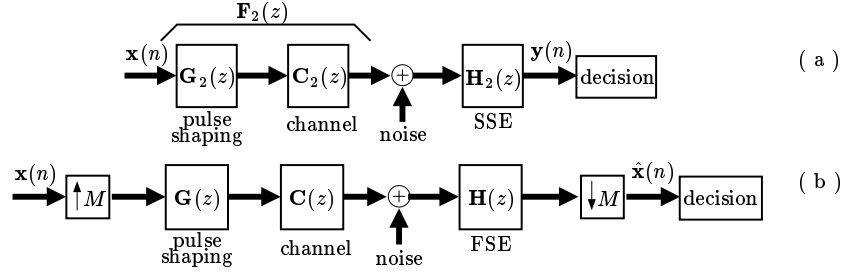 𝐅₂(z)
𝐱(n)
𝐆₂(z)
𝐂₂(z)
+
𝐇₂(z)
𝐲(n)
decision
( a )
pulse
shaping
channel
noise
SSE
𝐱(n)
↑M
𝐆(z)
𝐂(z)
+
𝐇(z)
↓M
𝐱̂(n)
decision
( b )
pulse
shaping
channel
noise
FSE